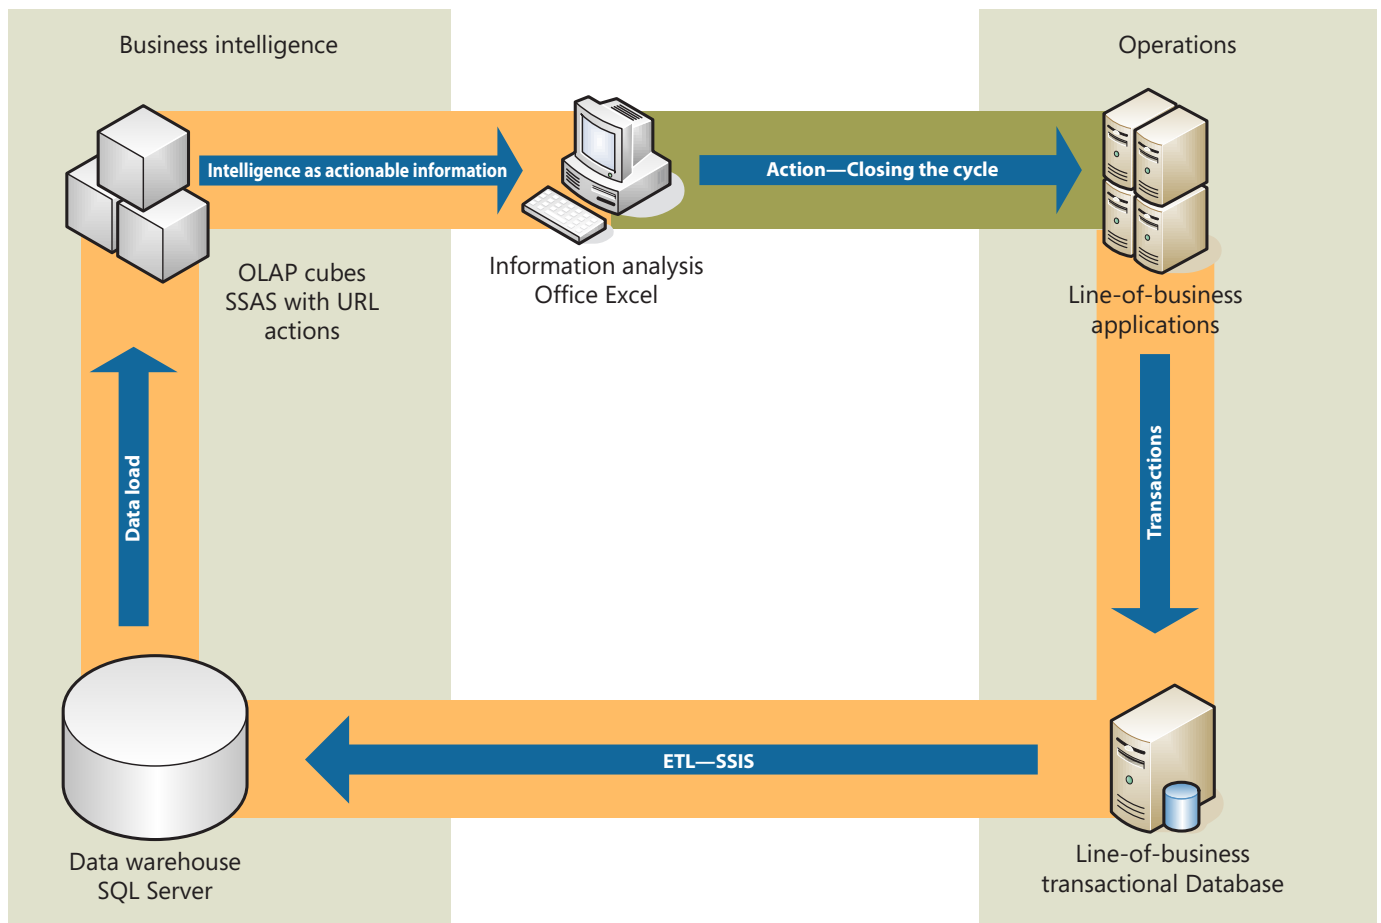 Business intelligence
Operations
Intelligence as actionable information
Action—Closing the cycle
OLAP cubes
SSAS with URL
actions
Information analysis
Office Excel
Line-of-business
applications
Data load
Transactions
ETL—SSIS
Data warehouse
SQL Server
Line-of-business
transactional Database